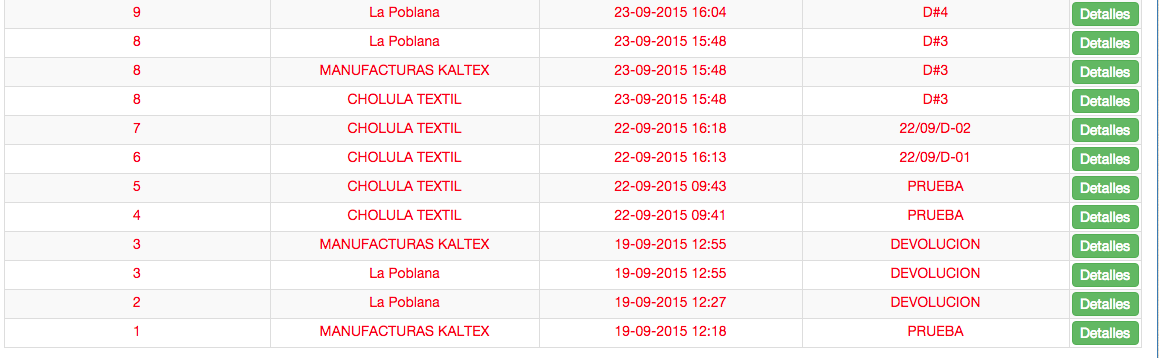 9 La Poblana 23-09-2015 16:04 D#4 Detalles
8 La Poblana 23-09-2015 15:48 D#3 Detalles
8 MANUFACTURAS KALTEX 23-09-2015 15:48 D#3 Detalles
8 CHOLULA TEXTIL 23-09-2015 15:48 D#3 Detalles
7 CHOLULA TEXTIL 22-09-2015 16:18 22/09/D-02 Detalles
6 CHOLULA TEXTIL 22-09-2015 16:13 22/09/D-01 Detalles
5 CHOLULA TEXTIL 22-09-2015 09:43 PRUEBA Detalles
4 CHOLULA TEXTIL 22-09-2015 09:41 PRUEBA Detalles
3 MANUFACTURAS KALTEX 19-09-2015 12:55 DEVOLUCION Detalles
3 La Poblana 19-09-2015 12:55 DEVOLUCION Detalles
2 La Poblana 19-09-2015 12:27 DEVOLUCION Detalles
1 MANUFACTURAS KALTEX 19-09-2015 12:18 PRUEBA Detalles